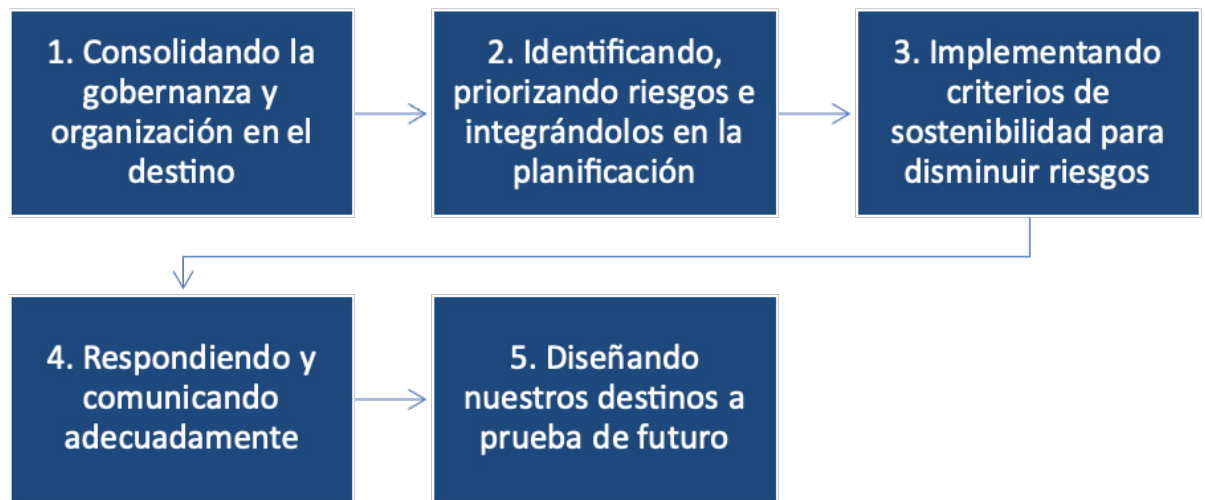 1. Consolidando la
gobernanza y
organización en el
destino
2. Identificando,
priorizando riesgos e
integrándolos en la
planificación
3. Implementando
criterios de
sostenibilidad para
disminuir riesgos
4. Respondiendo y
comunicando
adecuadamente
5. Diseñando
nuestros destinos a
prueba de futuro